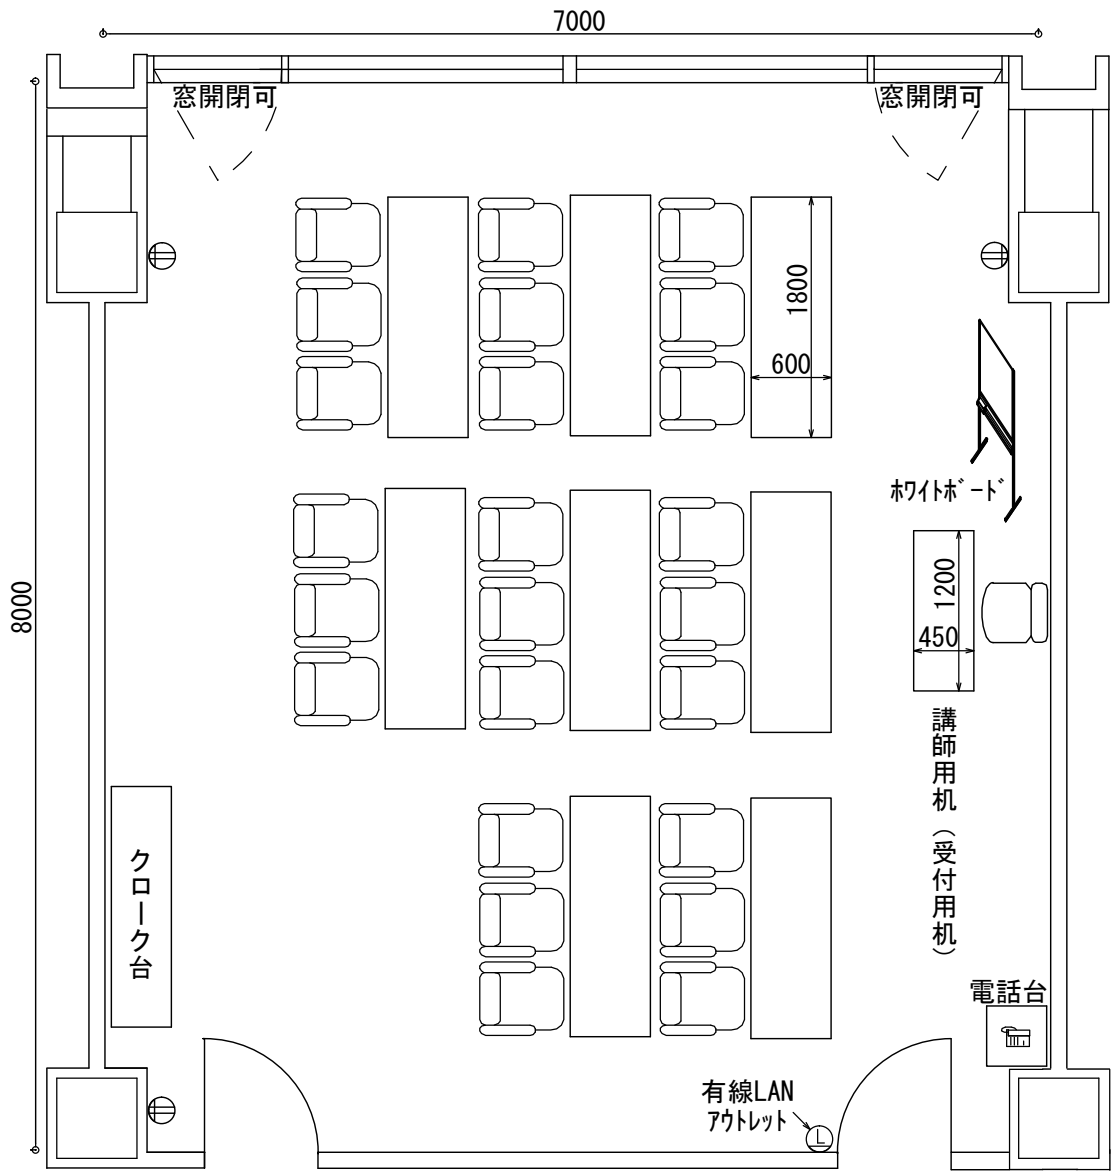 7000
窓開閉可
窓開閉可
1800
600
ホワイトボード
8000
1200
450
講師用机（受付用机）
クローク台
電話台
有線LAN
アウトレット
L